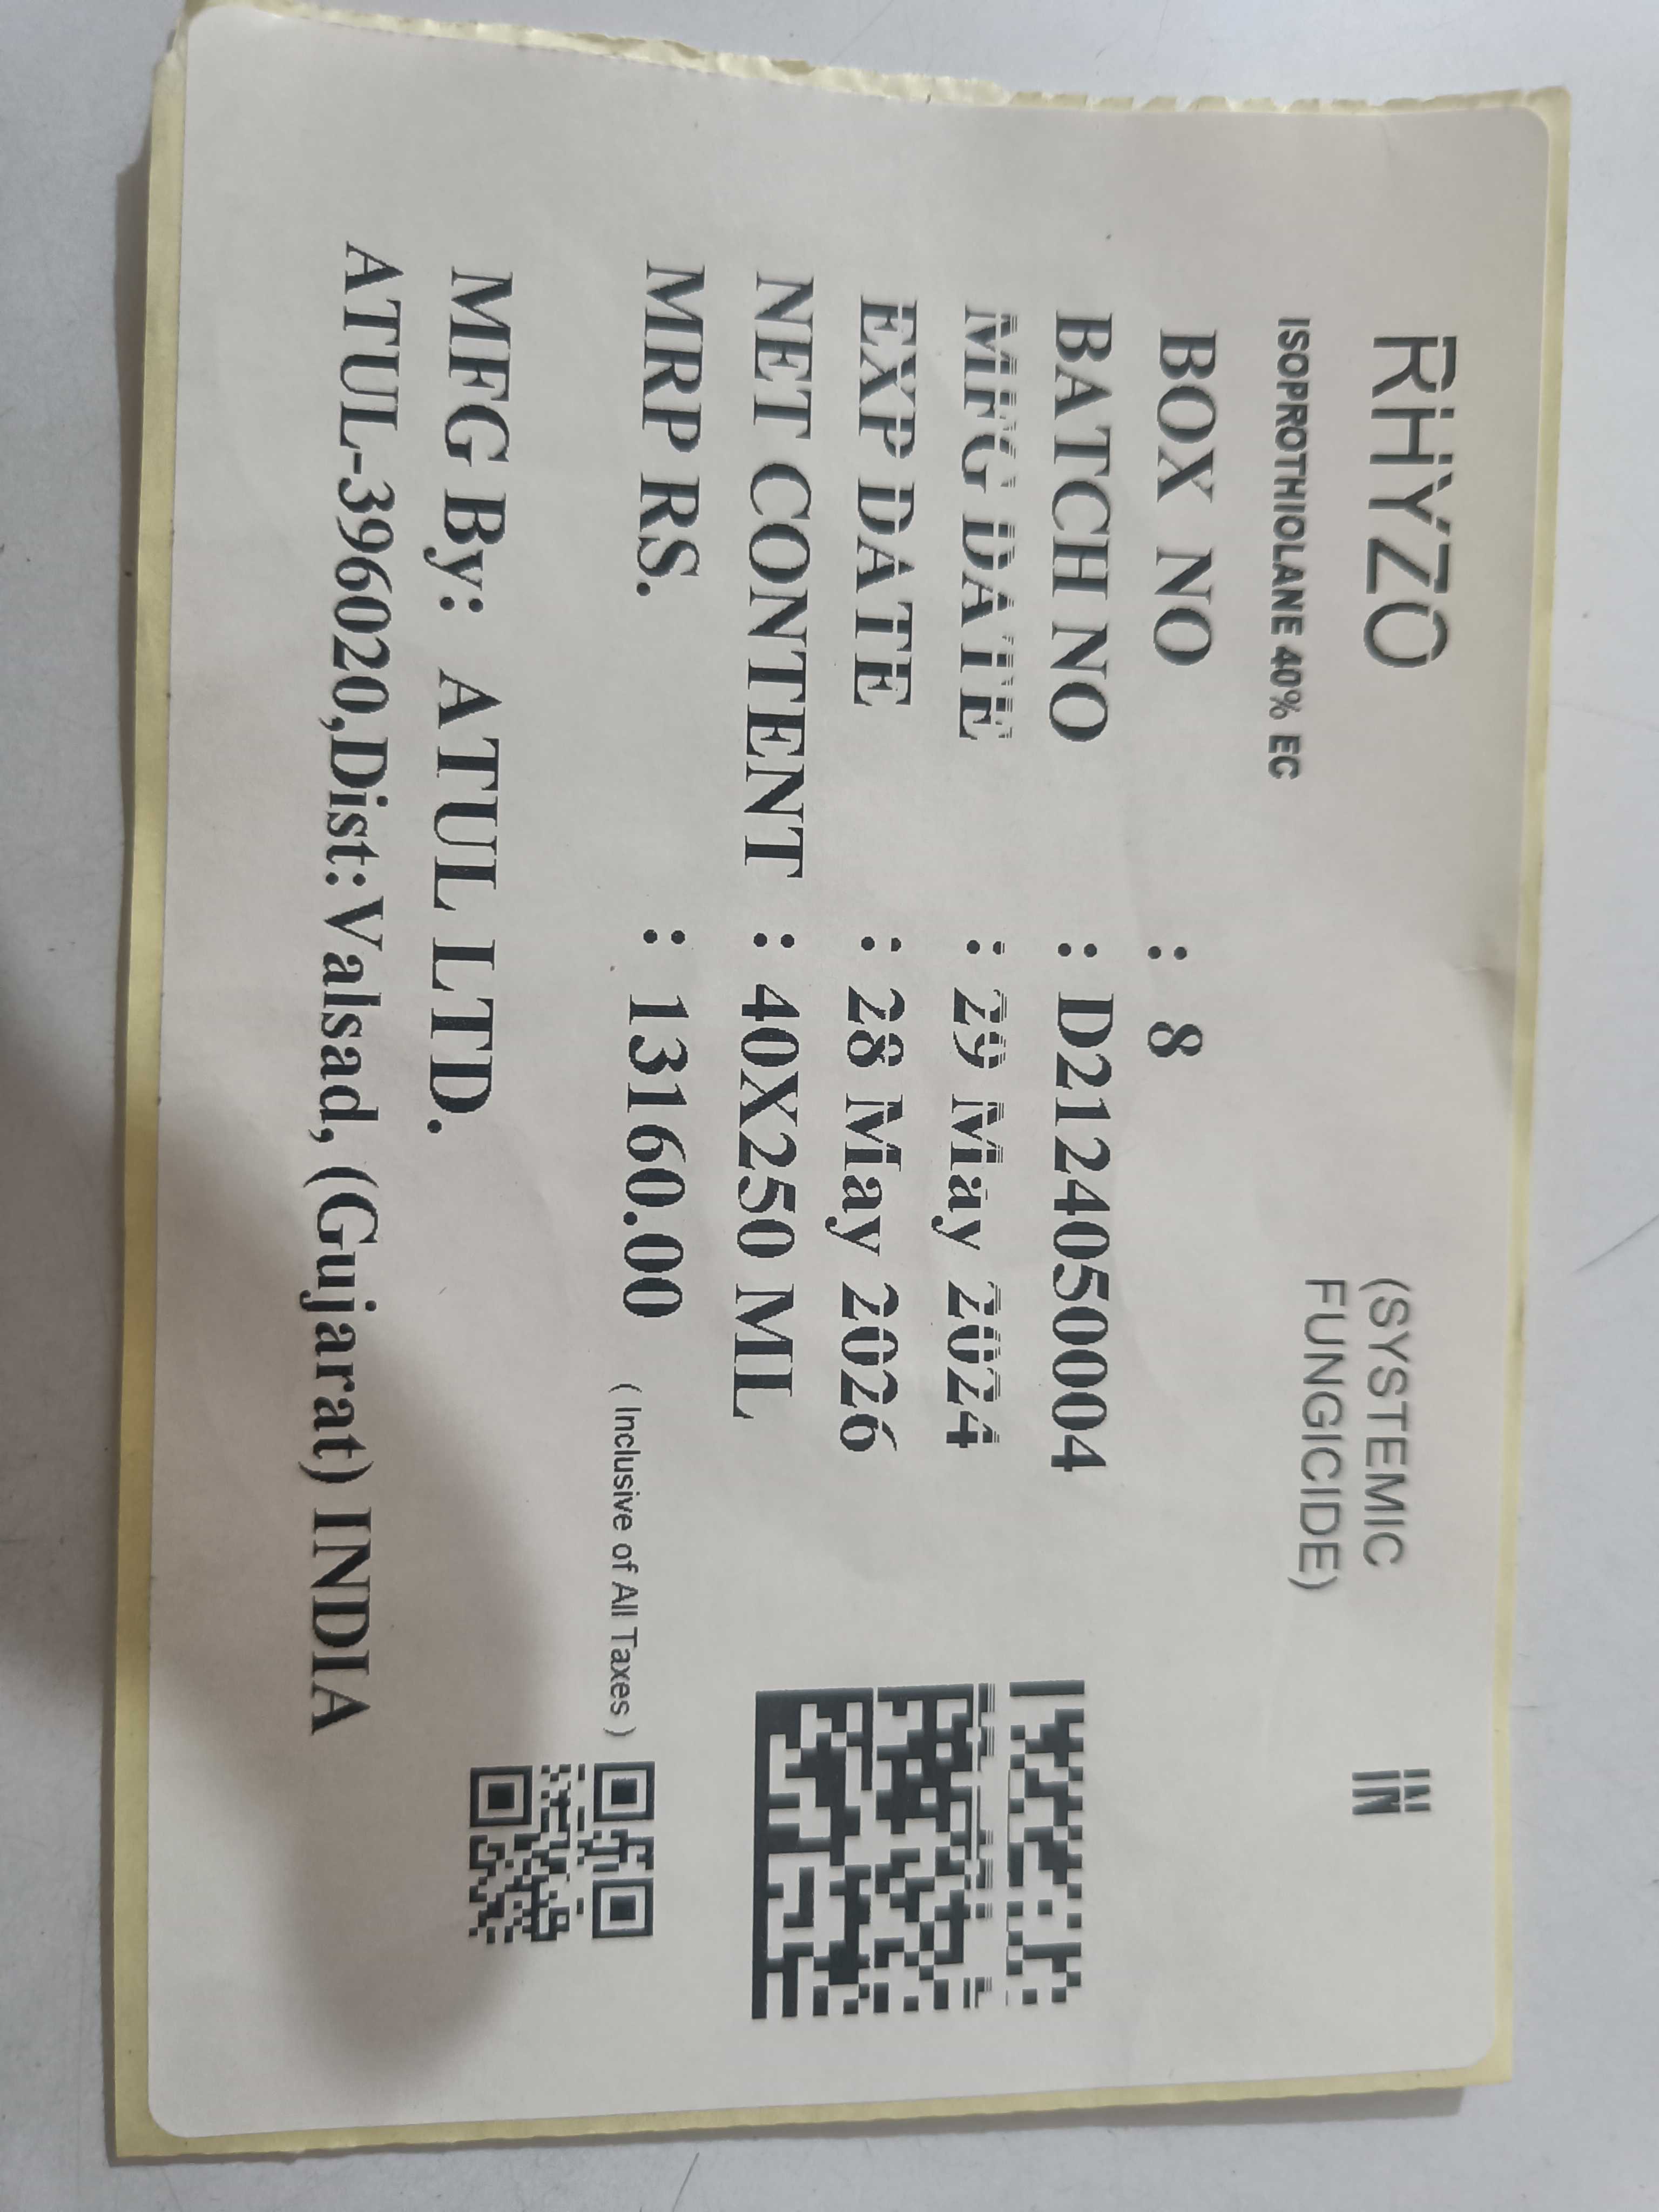 RHYZO
(SYSTEMIC
FUNGICIDE)
IN
ISOPROTHIOLANE 40% EC
BOX NO : 8
BATCH NO : D2124050004
MFG DATE : 29 May 2024
EXP DATE : 28 May 2026
NET CONTENT : 40X250 ML
MRP RS. : 13160.00 ( Inclusive of All Taxes )
MFG By: ATUL LTD.
ATUL-396020,Dist:Valsad, (Gujarat) INDIA